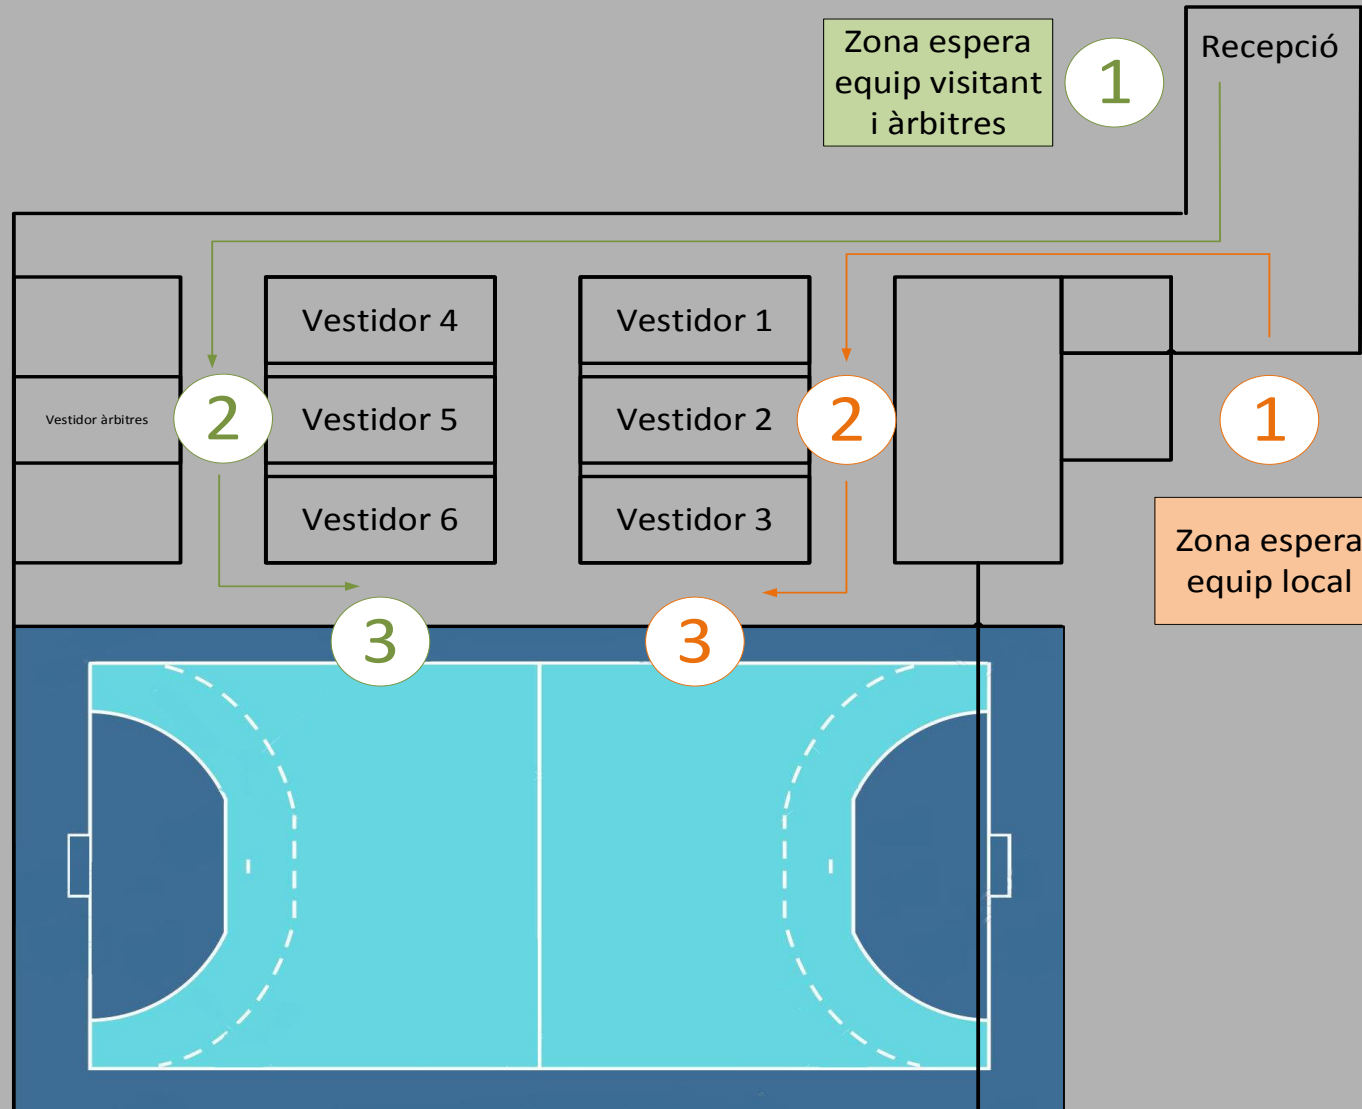 Zona espera
equip visitant
i àrbitres
1
Recepció
Vestidor 4
Vestidor 1
Vestidor àrbitres
2
Vestidor 5
Vestidor 2
2
1
Vestidor 6
Vestidor 3
Zona espera
equip local
3
3